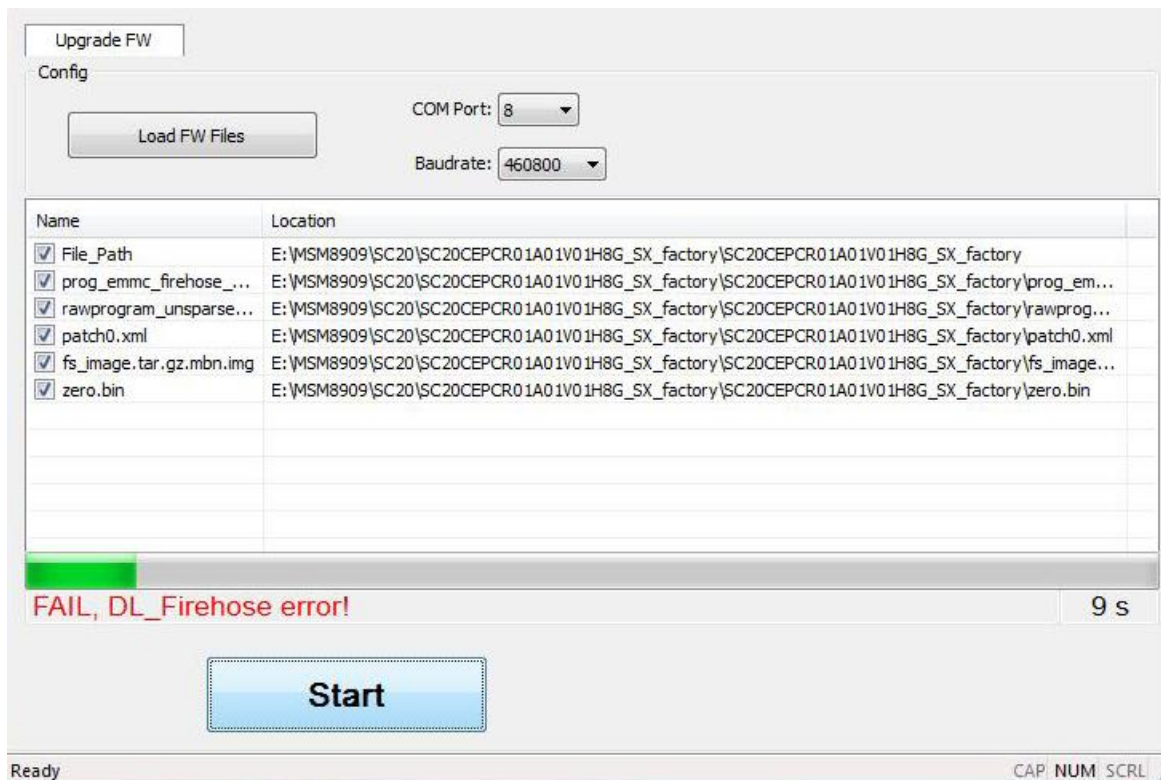 Upgrade FW
Config
Load FW Files
COM Port: 8
Baudrate: 460800
Name Location
File_Path E:\MSM8909\SC20\SC20CEPCR01A01V01H8G_SX_factory\SC20CEPCR01A01V01H8G_SX_factory
prog_emmc_firehose_... E:\MSM8909\SC20\SC20CEPCR01A01V01H8G_SX_factory\SC20CEPCR01A01V01H8G_SX_factory\prog_em...
rawprogram_unsparse... E:\MSM8909\SC20\SC20CEPCR01A01V01H8G_SX_factory\SC20CEPCR01A01V01H8G_SX_factory\rawprog...
patch0.xml E:\MSM8909\SC20\SC20CEPCR01A01V01H8G_SX_factory\SC20CEPCR01A01V01H8G_SX_factory\patch0.xml
fs_image.tar.gz.mbn.img E:\MSM8909\SC20\SC20CEPCR01A01V01H8G_SX_factory\SC20CEPCR01A01V01H8G_SX_factory\fs_image...
zero.bin E:\MSM8909\SC20\SC20CEPCR01A01V01H8G_SX_factory\SC20CEPCR01A01V01H8G_SX_factory\zero.bin
FAIL, DL_Firehose error! 9 s
Start
Ready CAP NUM SCRL